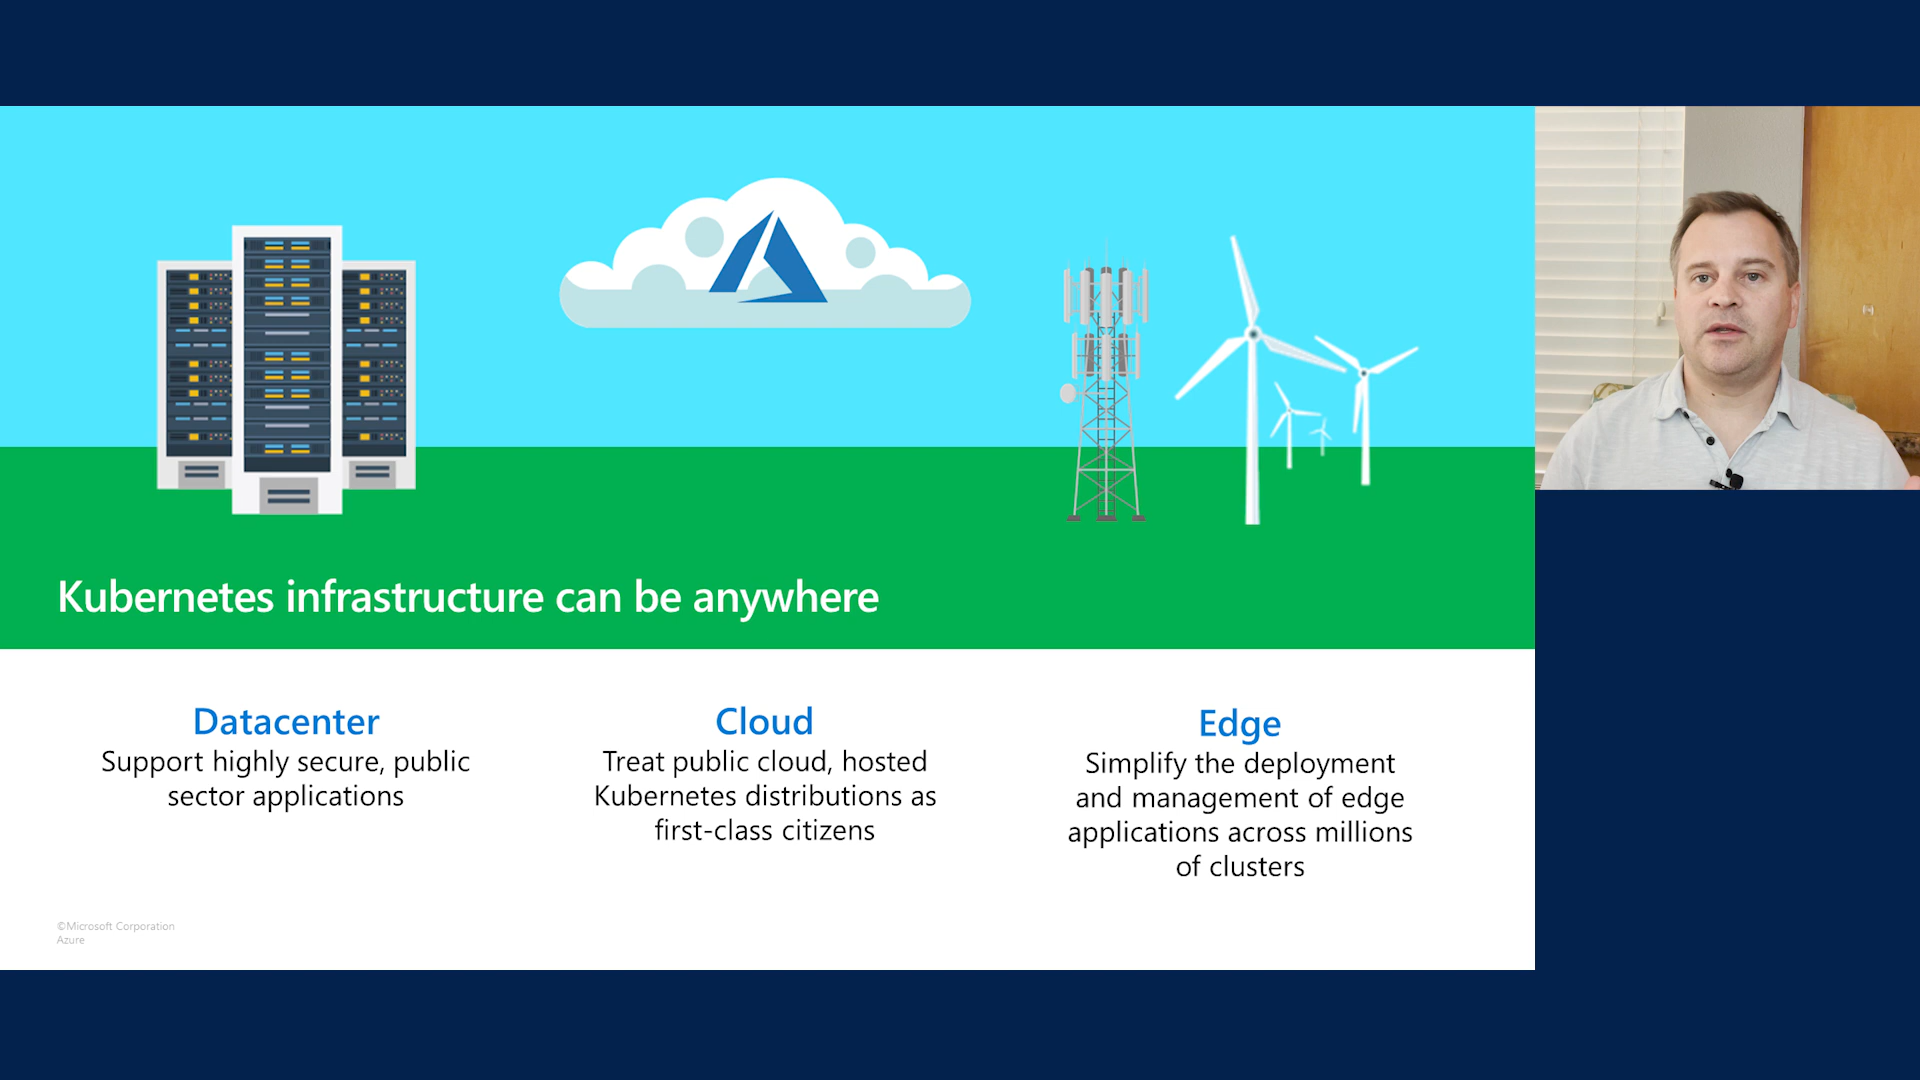 Kubernetes infrastructure can be anywhere
Datacenter
Support highly secure, public
sector applications
Cloud
Treat public cloud, hosted
Kubernetes distributions as
first-class citizens
Edge
Simplify the deployment
and management of edge
applications across millions
of clusters
©Microsoft Corporation
Azure